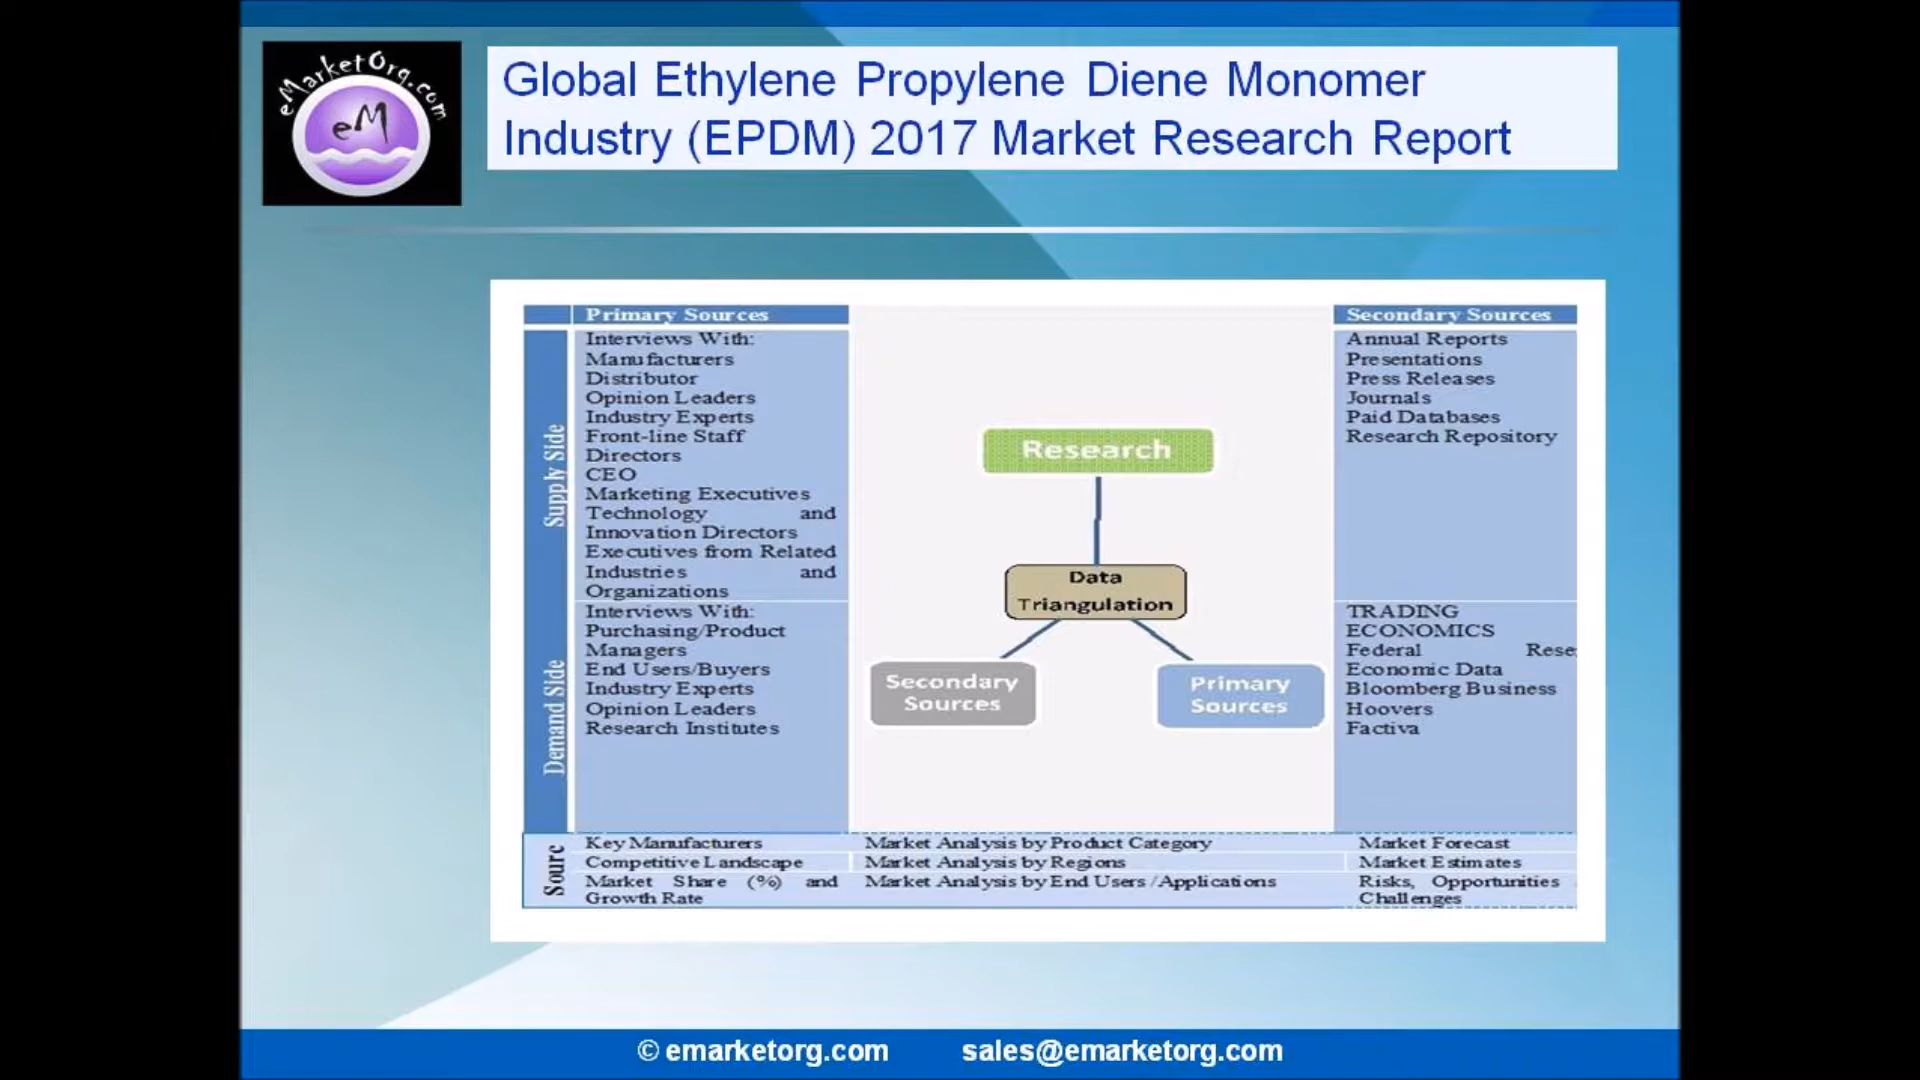 eMarketOrg.com
eM
Global Ethylene Propylene Diene Monomer
Industry (EPDM) 2017 Market Research Report
Primary Sources
Secondary Sources
Supply Side
Interviews With:
Manufacturers
Distributor
Opinion Leaders
Industry Experts
Front-line Staff
Directors
CEO
Marketing Executives
Technology and
Innovation Directors
Executives from Related
Industries and
Organizations
Annual Reports
Presentations
Press Releases
Journals
Paid Databases
Research Repository
Research
Data
Triangulation
Secondary
Sources
Primary
Sources
Demand Side
Interviews With:
Purchasing/Product
Managers
End Users/Buyers
Industry Experts
Opinion Leaders
Research Institutes
TRADING
ECONOMICS
Federal Rese
Economic Data
Bloomberg Business
Hoovers
Factiva
Sourc
Key Manufacturers
Market Analysis by Product Category
Market Forecast
Competitive Landscape
Market Analysis by Regions
Market Estimates
Market Share (%) and
Growth Rate
Market Analysis by End Users /Applications
Risks, Opportunities
Challenges
© emarketorg.com sales@emarketorg.com